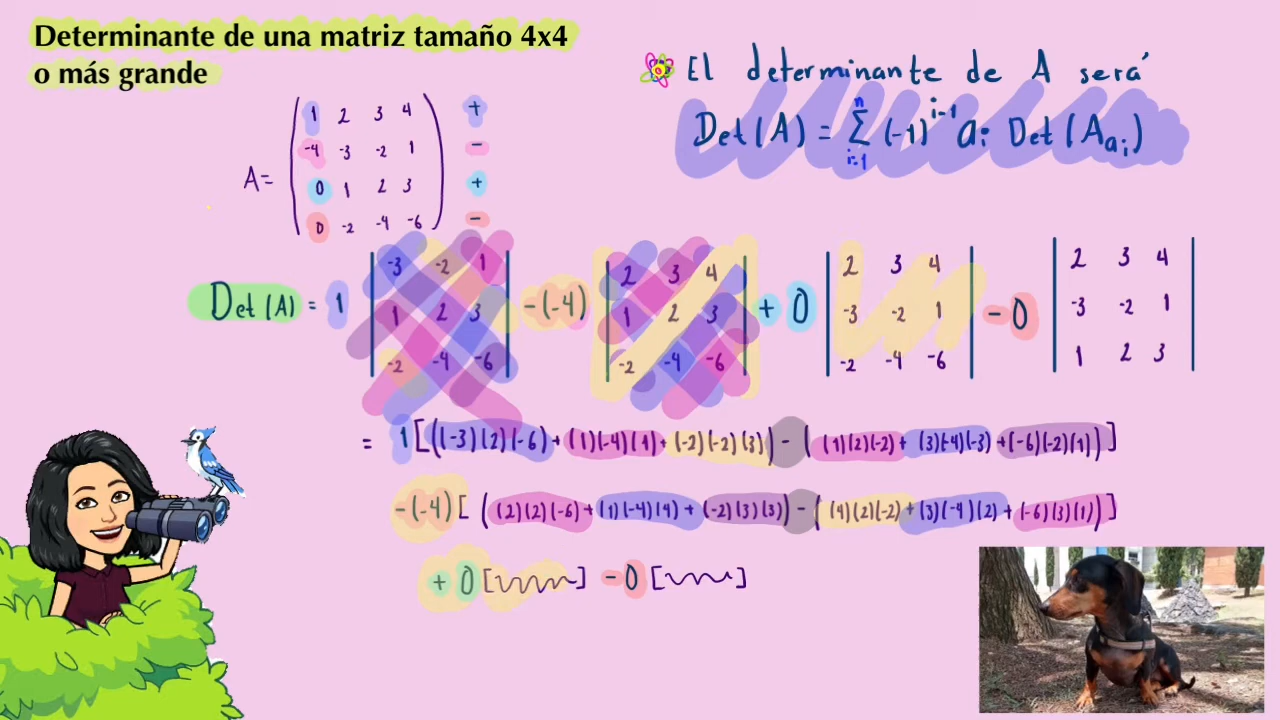 Determinante de una matriz tamaño 4x4
o más grande
El determinante de A será
Det(A) = Σ (-1)^{i-1} a_i Det(A_{a_i})
n
i=1
1 2 3 4 +
-4 -3 -2 1 -
A=
0 1 2 3 +
0 -2 -4 -6 -
Det(A) = 1 | -3 -2 1 | -(-4) | 2 3 4 | + 0 | 2 3 4 | - 0 | 2 3 4 |
| 1 2 3 | | 1 2 3 | | -3 -2 1 | | -3 -2 1 |
| -2 -4 -6 | | -2 -4 -6 | | -2 -4 -6 | | 1 2 3 |
= 1[((-3)(2)(-6)+(1)(-4)(1)+(-2)(-2)(3))-((1)(2)(-2)+(3)(-4)(-3)+(-6)(-2)(1))]
-(-4)[((2)(2)(-6)+(1)(-4)(4)+(-2)(3)(3))-((4)(2)(-2)+(3)(-4)(2)+(-6)(3)(1))]
+ 0 [ ] - 0 [ ]